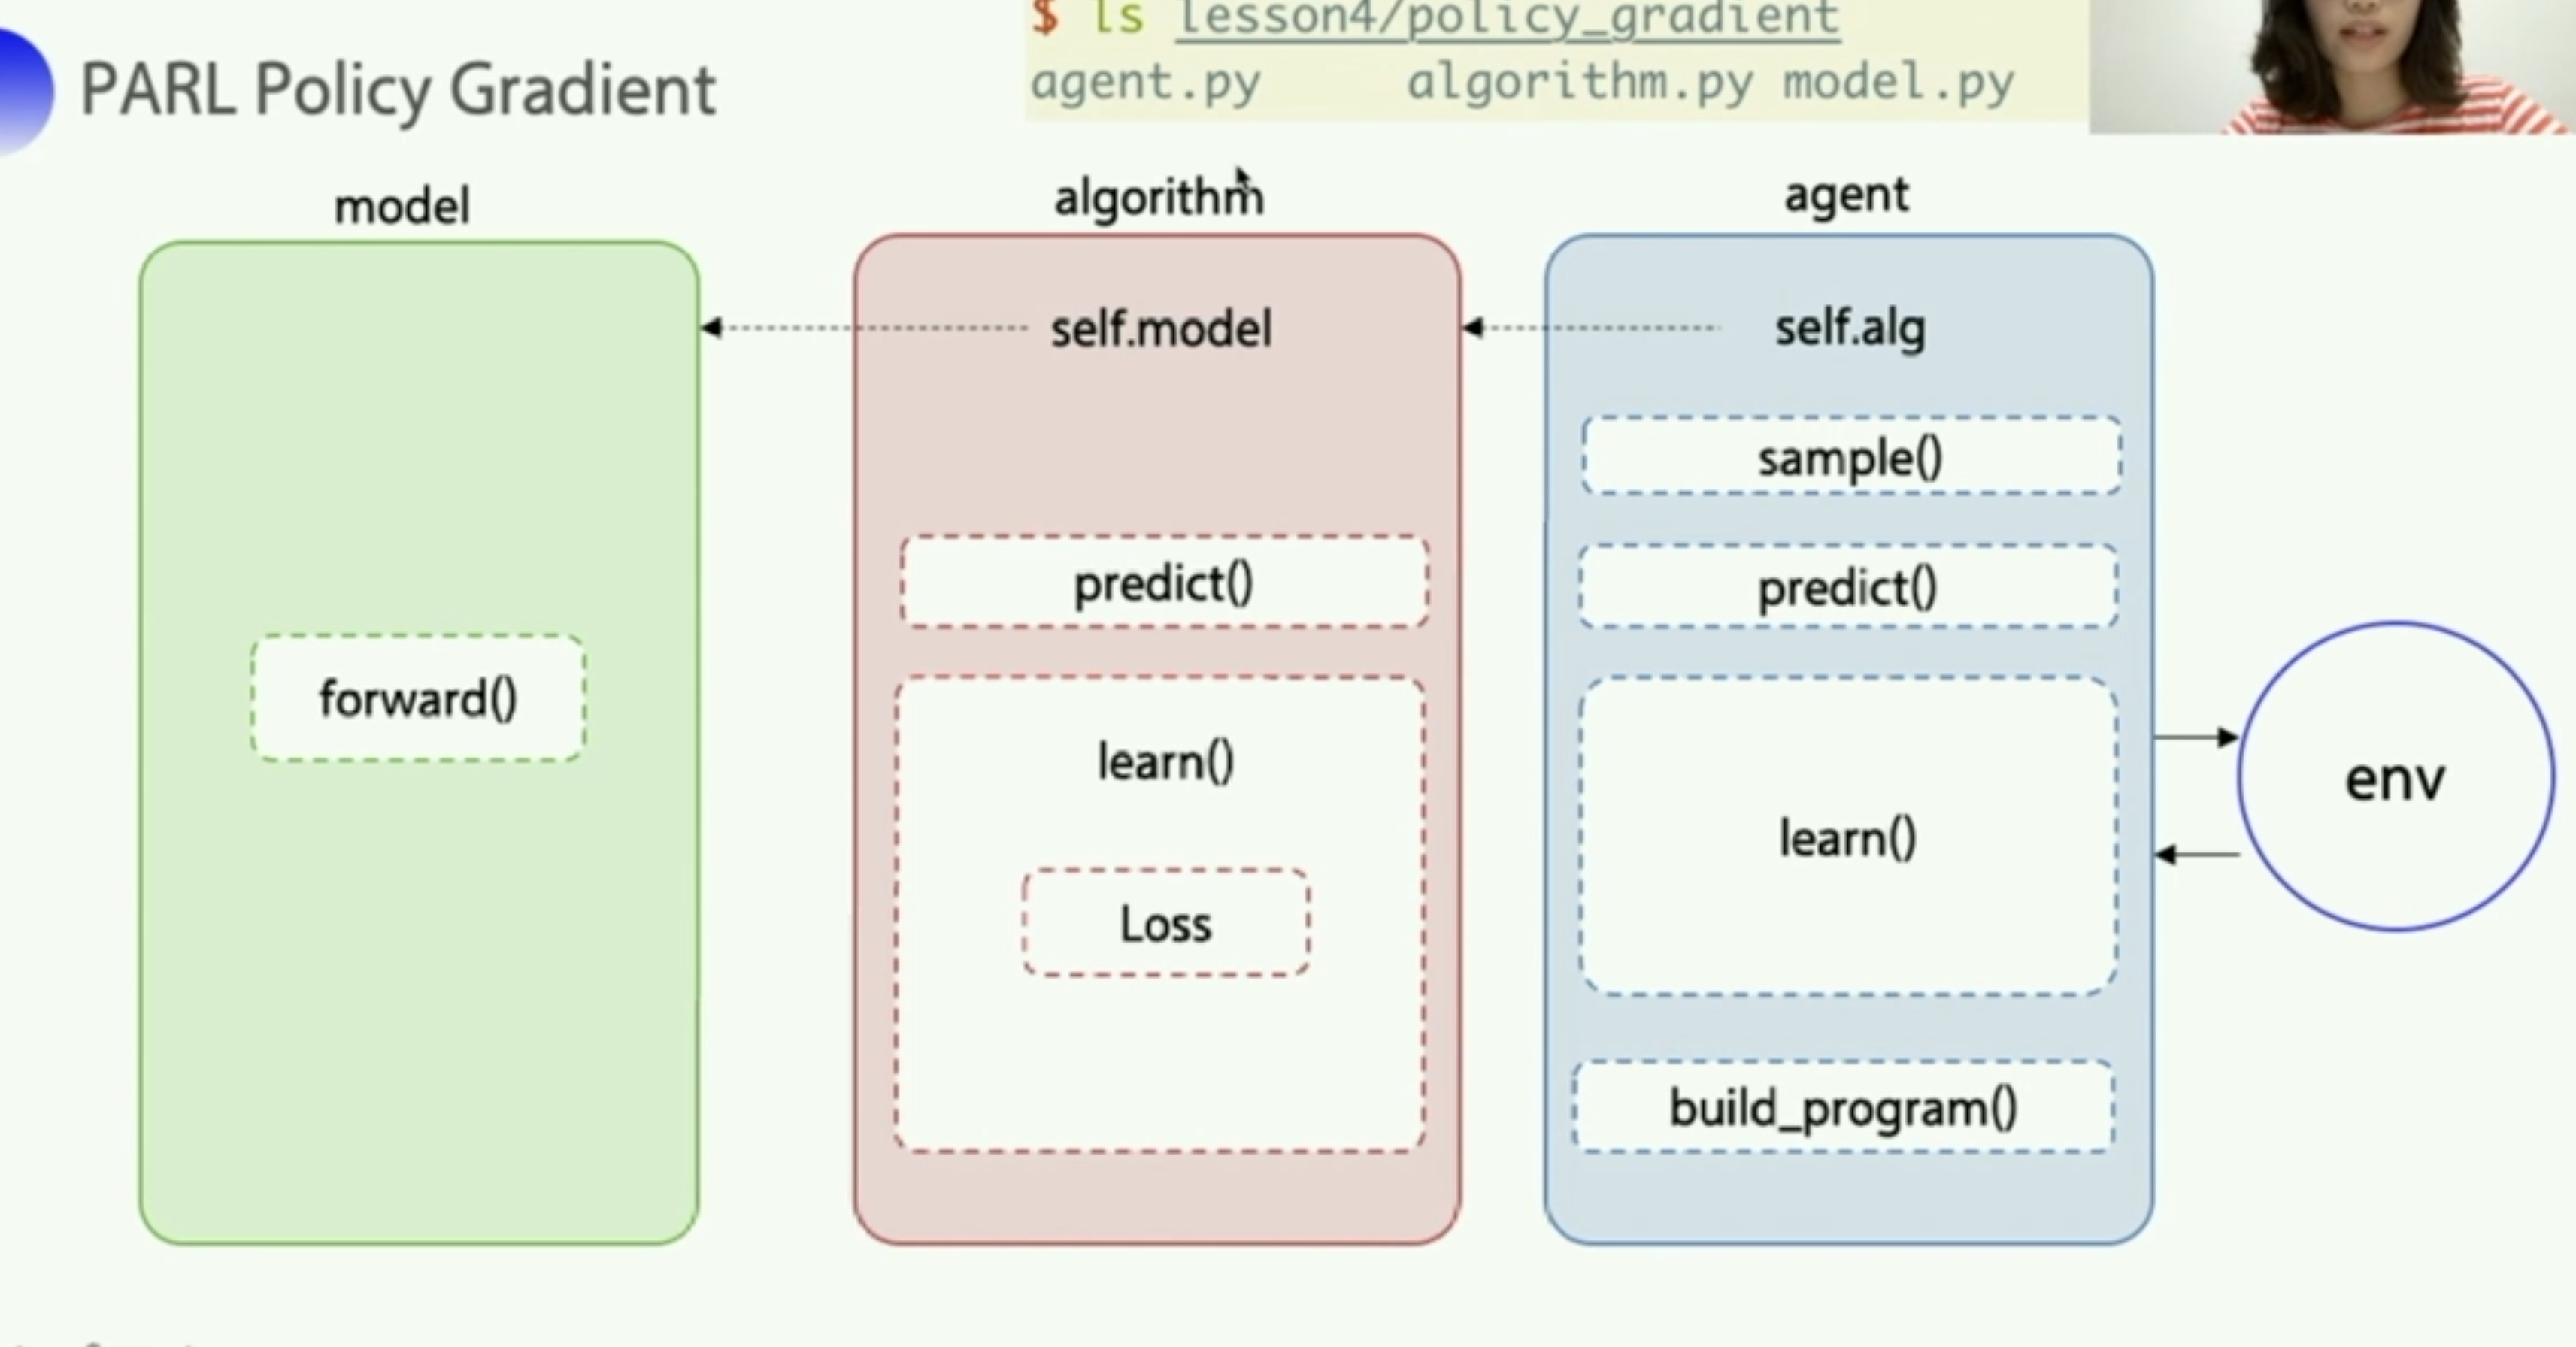 $ ls lesson4/policy_gradient
agent.py algorithm.py model.py
PARL Policy Gradient
model
algorithm
agent
self.model
self.alg
sample()
predict()
predict()
forward()
learn()
Loss
learn()
env
build_program()